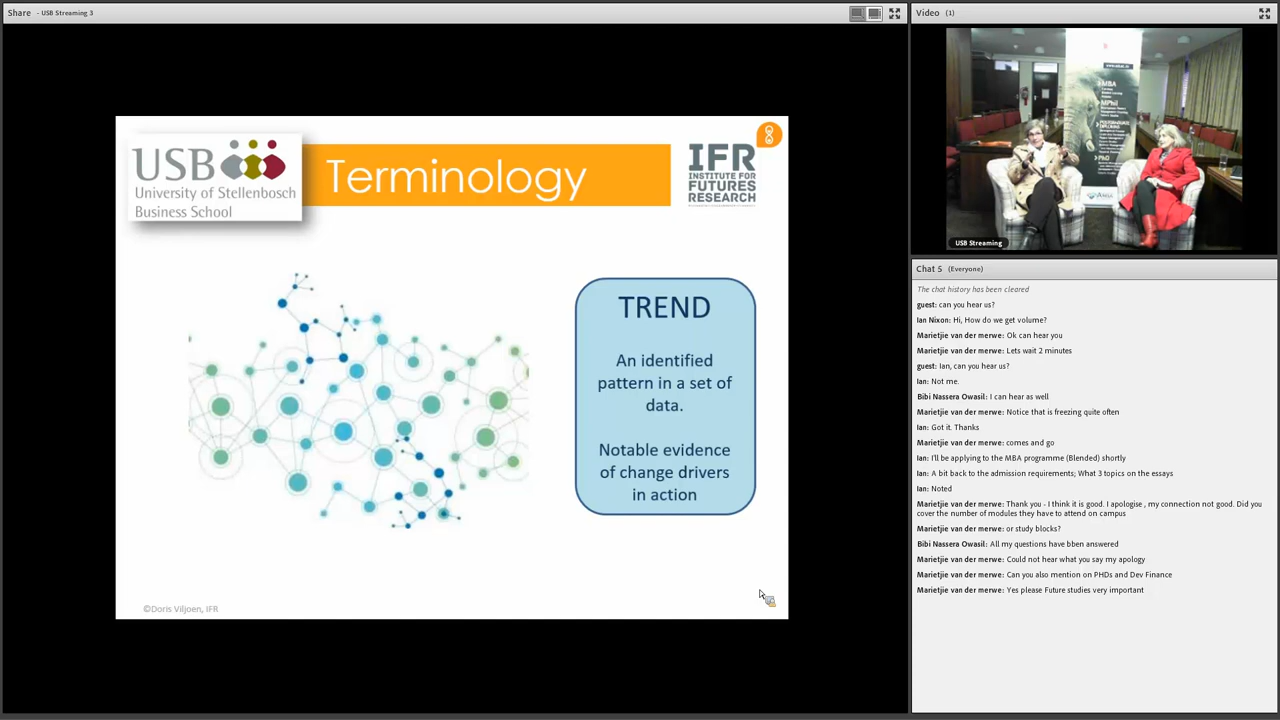 Share - USB Streaming 3
USB
University of Stellenbosch
Business School
Terminology
IFR
INSTITUTE FOR
FUTURES
RESEARCH
TREND
An identified
pattern in a set of
data.
Notable evidence
of change drivers
in action
©Doris Viljoen, IFR
Video (1)
MBA
MPhil
PhD
USB Streaming
Chat 5 (Everyone)
The chat history has been cleared
guest: can you hear us?
Ian Nixon: Hi, How do we get volume?
Marietjie van der merwe: Ok can hear you
Marietjie van der merwe: Lets wait 2 minutes
guest: Ian, can you hear us?
Ian: Not me.
Bibi Nassera Owasil: I can hear as well
Marietjie van der merwe: Notice that is freezing quite often
Ian: Got it. Thanks
Marietjie van der merwe: comes and go
Ian: I'll be applying to the MBA programme (Blended) shortly
Ian: A bit back to the admission requirements; What 3 topics on the essays
Ian: Noted
Marietjie van der merwe: Thank you - I think it is good. I apologise , my connection not good. Did you
cover the number of modules they have to attend on campus
Marietjie van der merwe: or study blocks?
Bibi Nassera Owasil: All my questions have bben answered
Marietjie van der merwe: Could not hear what you say my apology
Marietjie van der merwe: Can you also mention on PHDs and Dev Finance
Marietjie van der merwe: Yes please Future studies very important